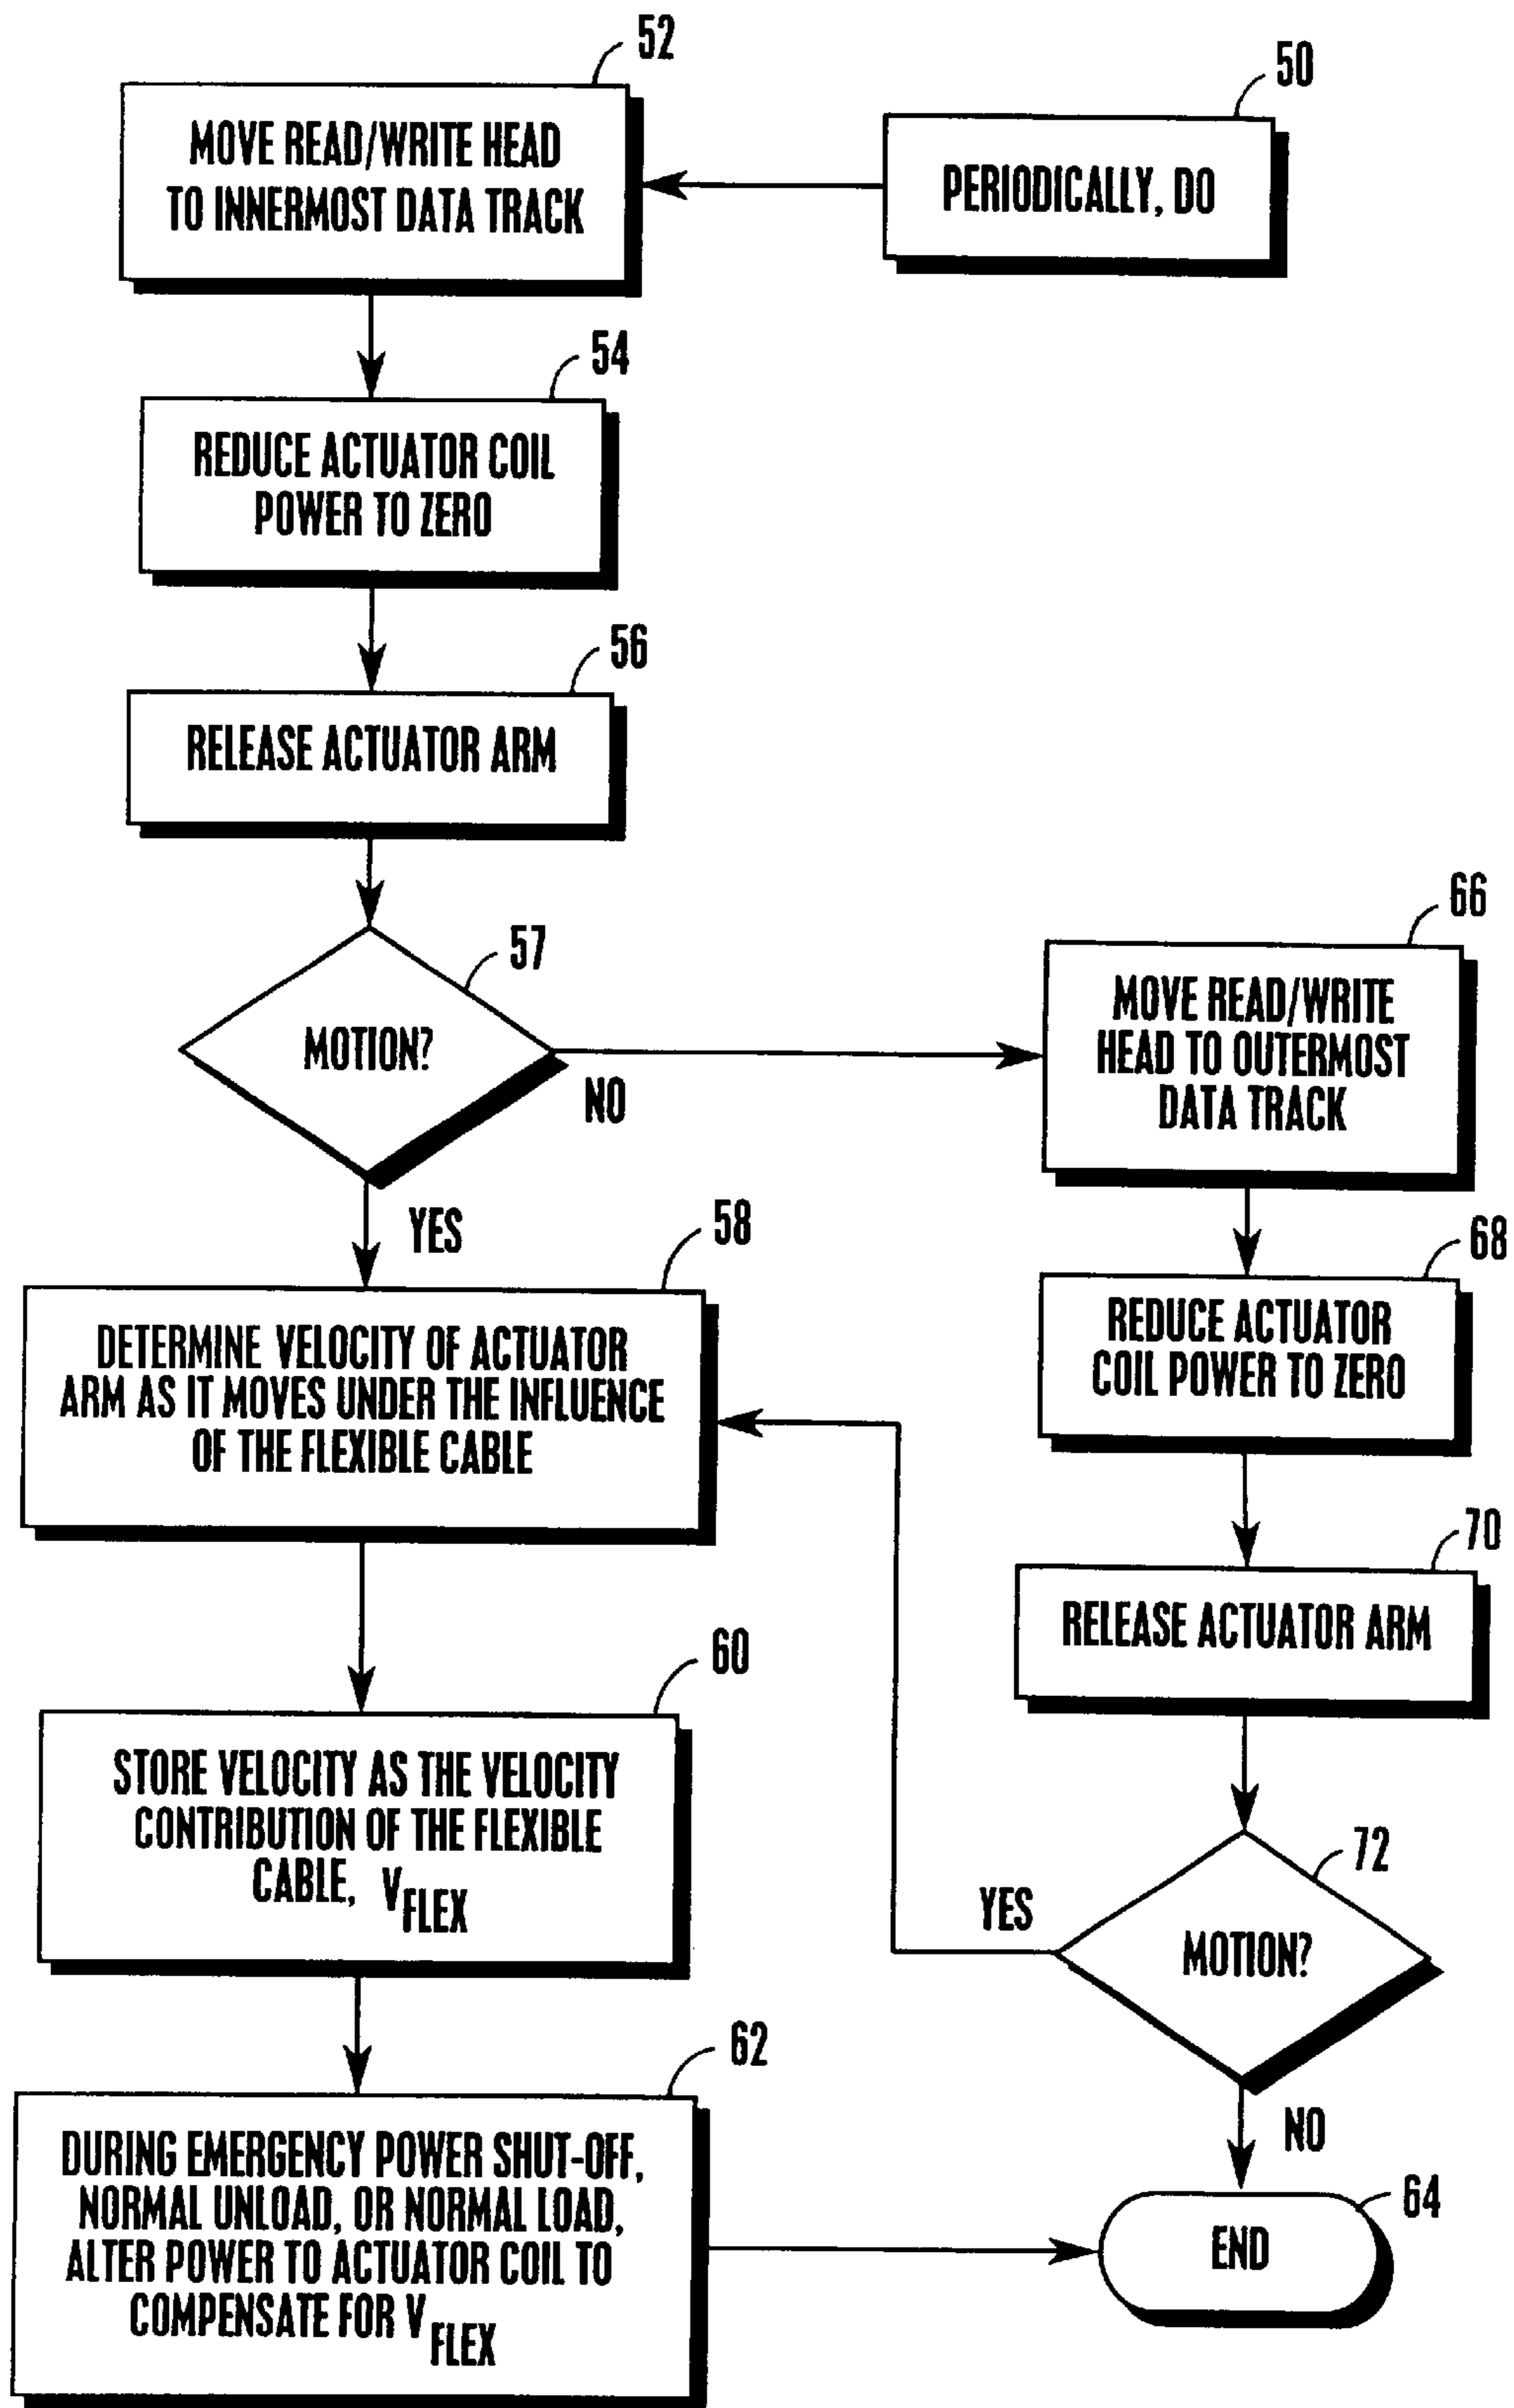 52
50
MOVE READ/WRITE HEAD
TO INNERMOST DATA TRACK
PERIODICALLY, DO
54
REDUCE ACTUATOR COIL
POWER TO ZERO
56
RELEASE ACTUATOR ARM
57
MOTION?
NO
YES
66
MOVE READ/WRITE
HEAD TO OUTERMOST
DATA TRACK
68
REDUCE ACTUATOR
COIL POWER TO ZERO
70
RELEASE ACTUATOR ARM
72
MOTION?
YES
NO
58
DETERMINE VELOCITY OF ACTUATOR
ARM AS IT MOVES UNDER THE INFLUENCE
OF THE FLEXIBLE CABLE
60
STORE VELOCITY AS THE VELOCITY
CONTRIBUTION OF THE FLEXIBLE
CABLE, V FLEX
62
DURING EMERGENCY POWER SHUT-OFF,
NORMAL UNLOAD, OR NORMAL LOAD,
ALTER POWER TO ACTUATOR COIL TO
COMPENSATE FOR V FLEX
64
END